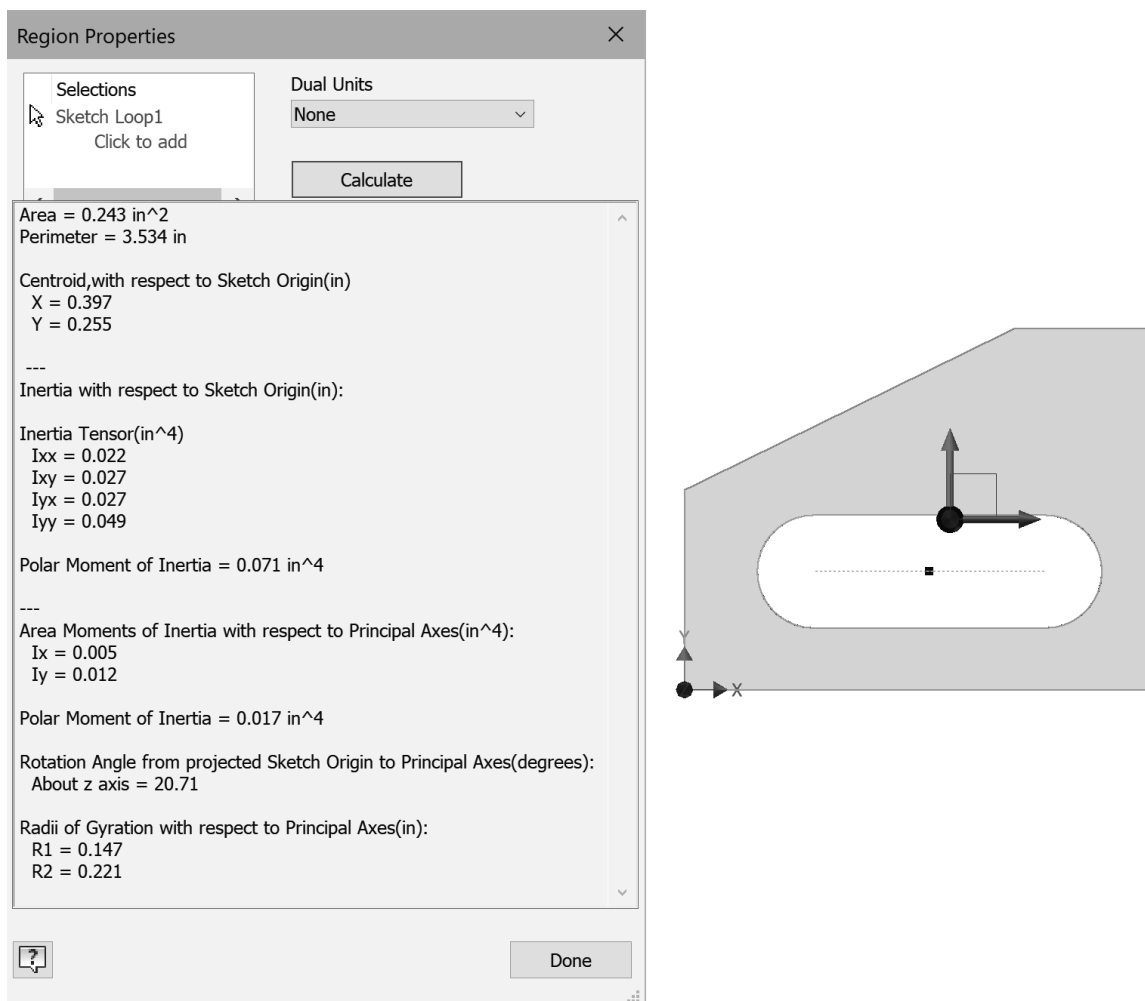 Region Properties
Selections
Sketch Loop1
Click to add
Dual Units
None
Calculate
Area = 0.243 in^2
Perimeter = 3.534 in
Centroid,with respect to Sketch Origin(in)
X = 0.397
Y = 0.255
---
Inertia with respect to Sketch Origin(in):
Inertia Tensor(in^4)
Ixx = 0.022
Ixy = 0.027
Iyx = 0.027
Iyy = 0.049
Polar Moment of Inertia = 0.071 in^4
---
Area Moments of Inertia with respect to Principal Axes(in^4):
Ix = 0.005
Iy = 0.012
Polar Moment of Inertia = 0.017 in^4
Rotation Angle from projected Sketch Origin to Principal Axes(degrees):
About z axis = 20.71
Radii of Gyration with respect to Principal Axes(in):
R1 = 0.147
R2 = 0.221
?
Done
Y
X